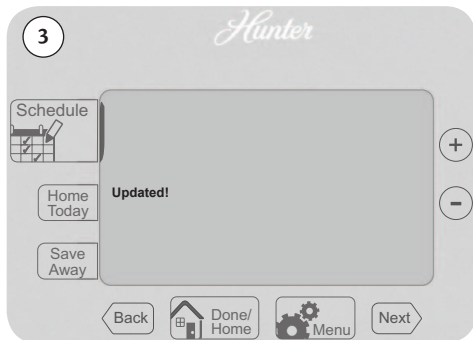 3
Hunter
Schedule
+
Updated!
Home
Today
-
Save
Away
Back
Done/
Home
Menu
Next